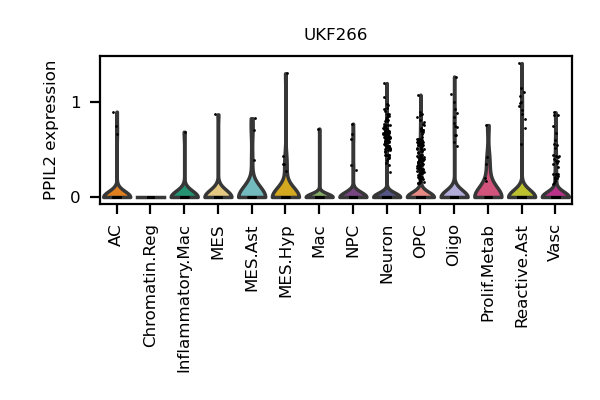 UKF266
PPIL2 expression
1
0
AC
Chromatin.Reg
Inflammatory.Mac
MES
MES.Ast
MES.Hyp
Mac
NPC
Neuron
OPC
Oligo
Prolif.Metab
Reactive.Ast
Vasc